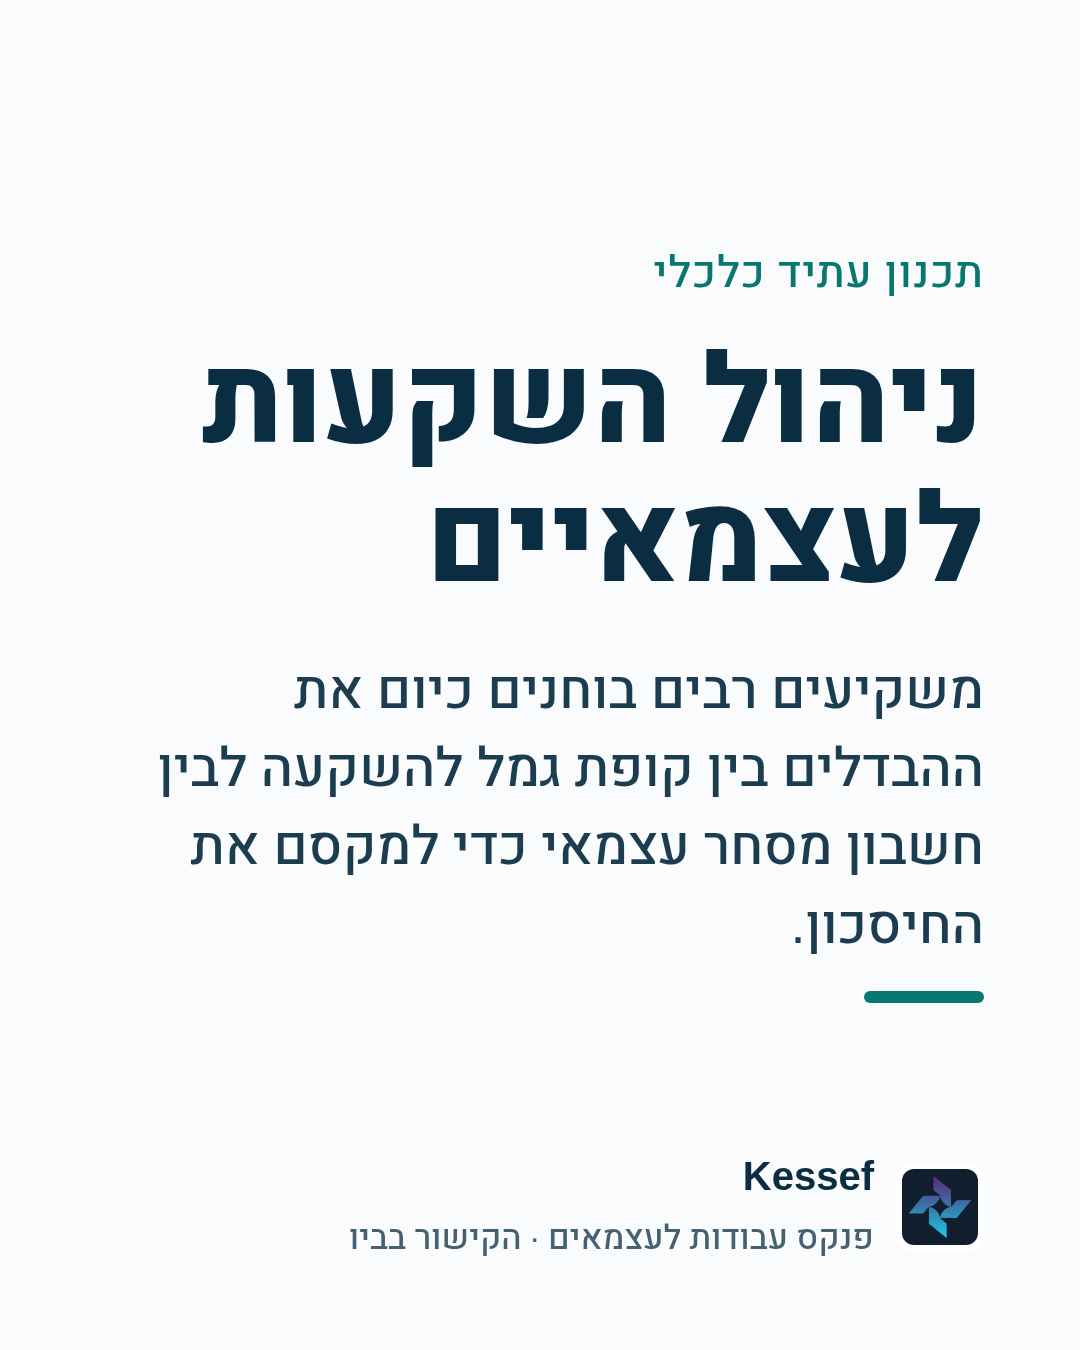 תכנון עתיד כלכלי
ניהול השקעות
לעצמאיים
משקיעים רבים בוחנים כיום את
ההבדלים בין קופת גמל להשקעה לבין
חשבון מסחר עצמאי כדי למקסם את
החיסכון.
Kessef
פנקס עבודות לעצמאים · הקישור בביו